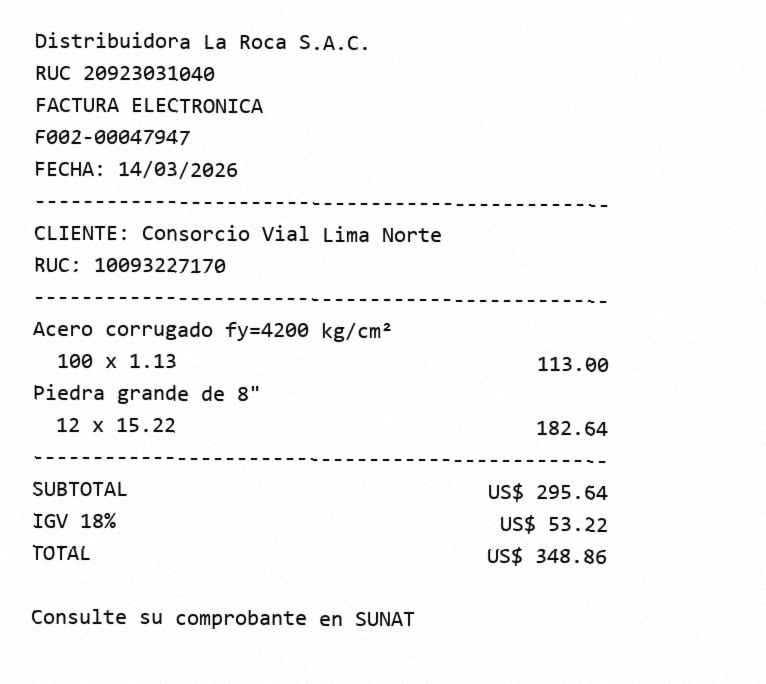 Distribuidora La Roca S.A.C.
RUC 20923031040
FACTURA ELECTRONICA
F002-00047947
FECHA: 14/03/2026
------------------------------------------------
CLIENTE: Consorcio Vial Lima Norte
RUC: 10093227170
------------------------------------------------
Acero corrugado fy=4200 kg/cm²
100 x 1.13 113.00
Piedra grande de 8"
12 x 15.22 182.64
------------------------------------------------
SUBTOTAL US$ 295.64
IGV 18% US$ 53.22
TOTAL US$ 348.86
Consulte su comprobante en SUNAT